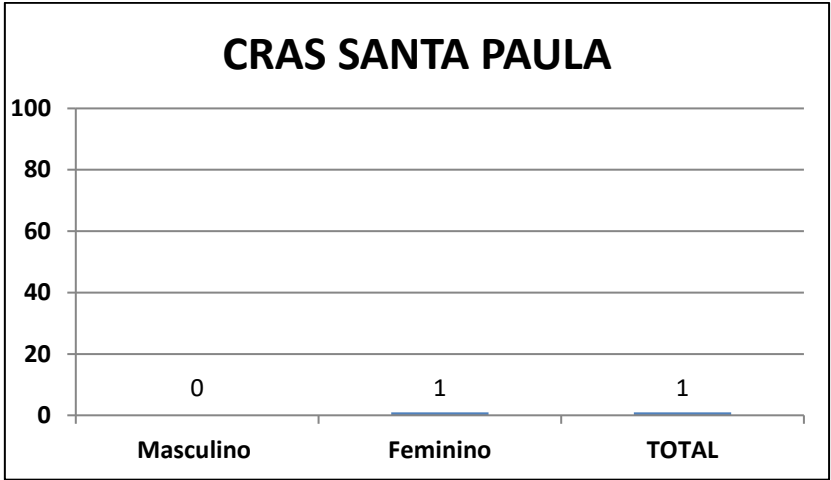 CRAS SANTA PAULA
100
80
60
40
20
0
0 1 1
Masculino Feminino TOTAL